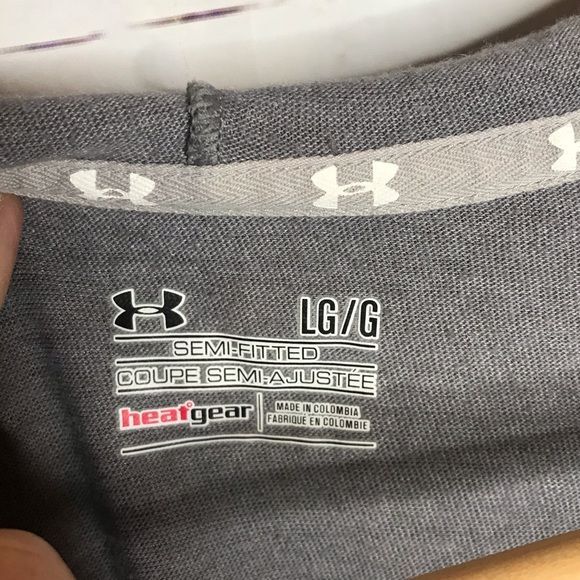 LG/G
SEMI-FITTED
COUPE SEMI-AJUSTÉE
heatgear
MADE IN COLOMBIA
FABRIQUÉ EN COLOMBIE